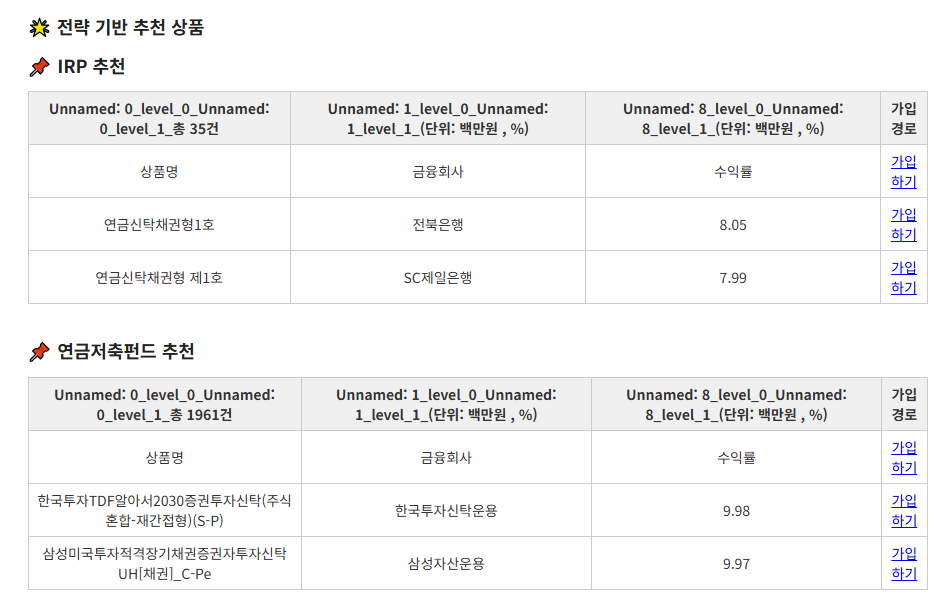 전략 기반 추천 상품
IRP 추천
Unnamed: 0_level_0_Unnamed: Unnamed: 1_level_0_Unnamed: Unnamed: 8_level_0_Unnamed: 가입
0_level_1_총 35건 1_level_1_(단위: 백만원 , %) 8_level_1_(단위: 백만원 , %) 경로
상품명 금융회사 수익률 가입
하기
연금신탁채권형1호 전북은행 8.05 가입
하기
연금신탁채권형 제1호 SC제일은행 7.99 가입
하기
연금저축펀드 추천
Unnamed: 0_level_0_Unnamed: Unnamed: 1_level_0_Unnamed: Unnamed: 8_level_0_Unnamed: 가입
0_level_1_총 1961건 1_level_1_(단위: 백만원 , %) 8_level_1_(단위: 백만원 , %) 경로
상품명 금융회사 수익률 가입
하기
한국투자TDF알아서2030증권투자신탁(주식
혼합-재간접형)(S-P) 한국투자신탁운용 9.98 가입
하기
삼성미국투자적격장기채권증권자투자신탁
UH[채권]_C-Pe 삼성자산운용 9.97 가입
하기